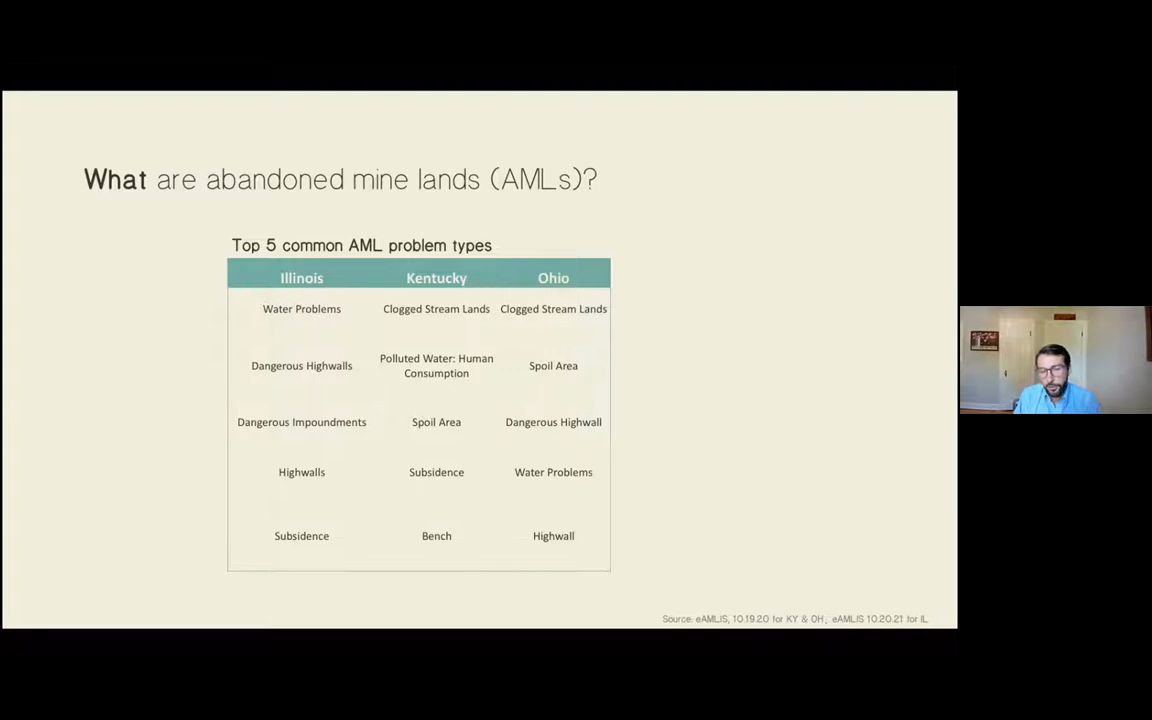 What are abandoned mine lands (AMLs)?
Top 5 common AML problem types
Illinois Kentucky Ohio
Water Problems Clogged Stream Lands Clogged Stream Lands
Dangerous Highwalls Polluted Water: Human Consumption Spoil Area
Dangerous Impoundments Spoil Area Dangerous Highwall
Highwalls Subsidence Water Problems
Subsidence Bench Highwall
Source: eAMLIS, 10.19.20 for KY & OH; eAMLIS 10.20.21 for IL